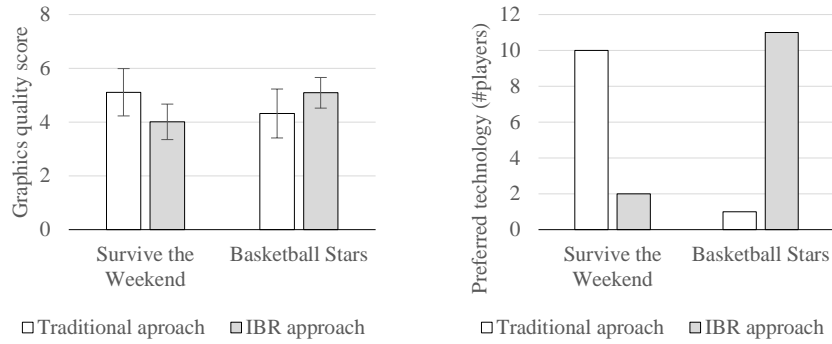 Graphics quality score
8
6
4
2
0
Survive the
Weekend
Basketball Stars
Traditional aproach
IBR approach
Preferred technology (#players)
12
10
8
6
4
2
0
Survive the
Weekend
Basketball Stars
Traditional aproach
IBR approach